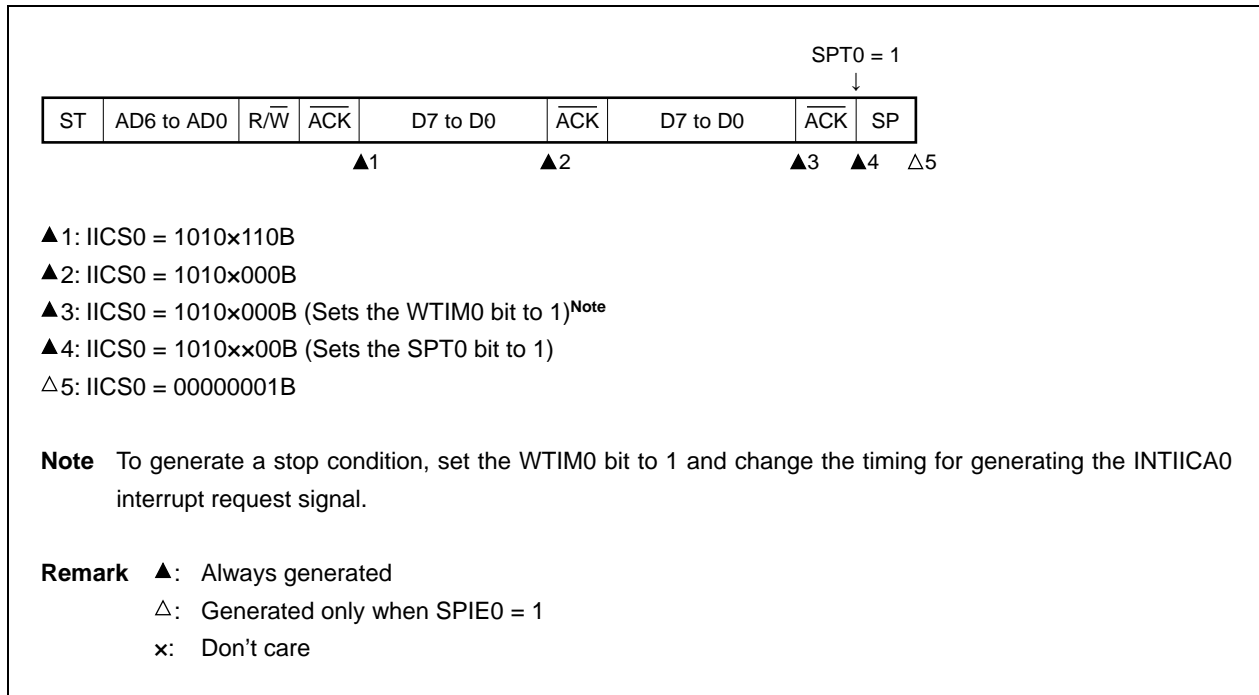 SPT0 = 1
↓
ST AD6 to AD0 R/W̅ A̅C̅K̅ D7 to D0 A̅C̅K̅ D7 to D0 A̅C̅K̅ SP
▲1 ▲2 ▲3 ▲4 △5
▲1: IICS0 = 1010×110B
▲2: IICS0 = 1010×000B
▲3: IICS0 = 1010×000B (Sets the WTIM0 bit to 1)Note
▲4: IICS0 = 1010××00B (Sets the SPT0 bit to 1)
△5: IICS0 = 00000001B
Note To generate a stop condition, set the WTIM0 bit to 1 and change the timing for generating the INTIICA0
interrupt request signal.
Remark ▲: Always generated
△: Generated only when SPIE0 = 1
×: Don't care